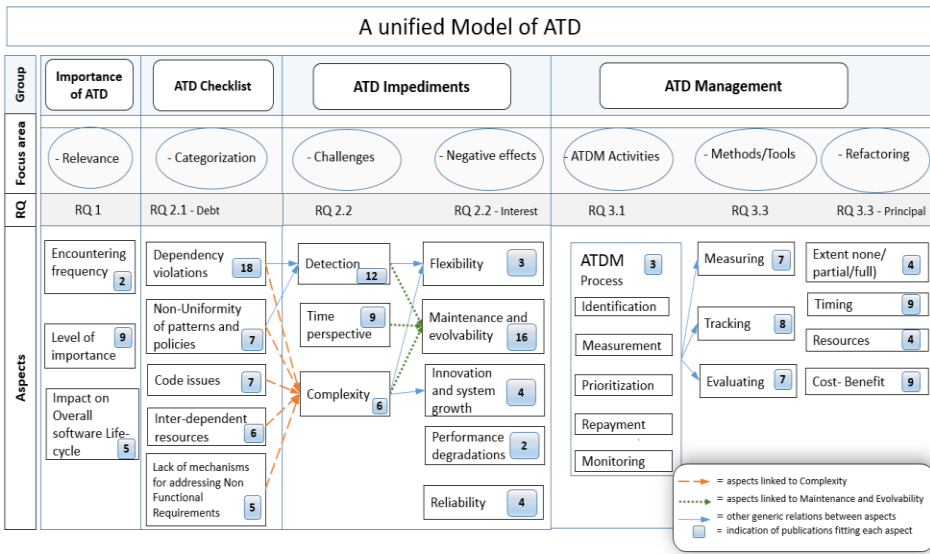 A unified Model of ATD
Group
Importance
of ATD
ATD Checklist
ATD Impediments
ATD Management
Focus area
- Relevance
- Categorization
- Challenges
- Negative effects
- ATDM Activities
- Methods/Tools
- Refactoring
RQ
RQ 1
RQ 2.1 - Debt
RQ 2.2
RQ 2.2 - Interest
RQ 3.1
RQ 3.3
RQ 3.3 - Principal
Aspects
Encountering
frequency
2
Level of
importance
9
Impact on
Overall
software Life-
cycle
5
Dependency
violations
18
Non-Uniformity
of patterns and
policies
7
Code issues
7
Inter-dependent
resources
6
Lack of mechanisms
for addressing Non
Functional
Requirements
5
Detection
12
Time
perspective
9
Complexity
6
Flexibility
3
Maintenance and
evolvability
16
Innovation
and system
growth
4
Performance
degradations
2
Reliability
4
ATDM
Process
3
Identification
Measurement
Prioritization
Repayment
Monitoring
Measuring
7
Tracking
8
Evaluating
7
Extent none/
partial/full)
4
Timing
9
Resources
4
Cost- Benefit
9
= aspects linked to Complexity
= aspects linked to Maintenance and Evolvability
= other generic relations between aspects
= indication of publications fitting each aspect